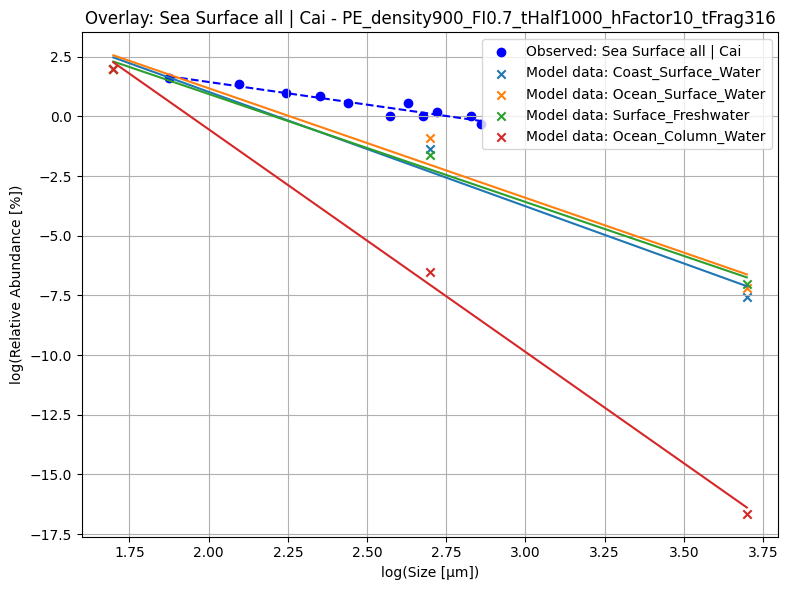 Overlay: Sea Surface all | Cai - PE_density900_FI0.7_tHalf1000_hFactor10_tFrag316
Observed: Sea Surface all | Cai
Model data: Coast_Surface_Water
Model data: Ocean_Surface_Water
Model data: Surface_Freshwater
Model data: Ocean_Column_Water
log(Relative Abundance [%])
2.5
0.0
−2.5
−5.0
−7.5
−10.0
−12.5
−15.0
−17.5
1.75 2.00 2.25 2.50 2.75 3.00 3.25 3.50 3.75
log(Size [μm])